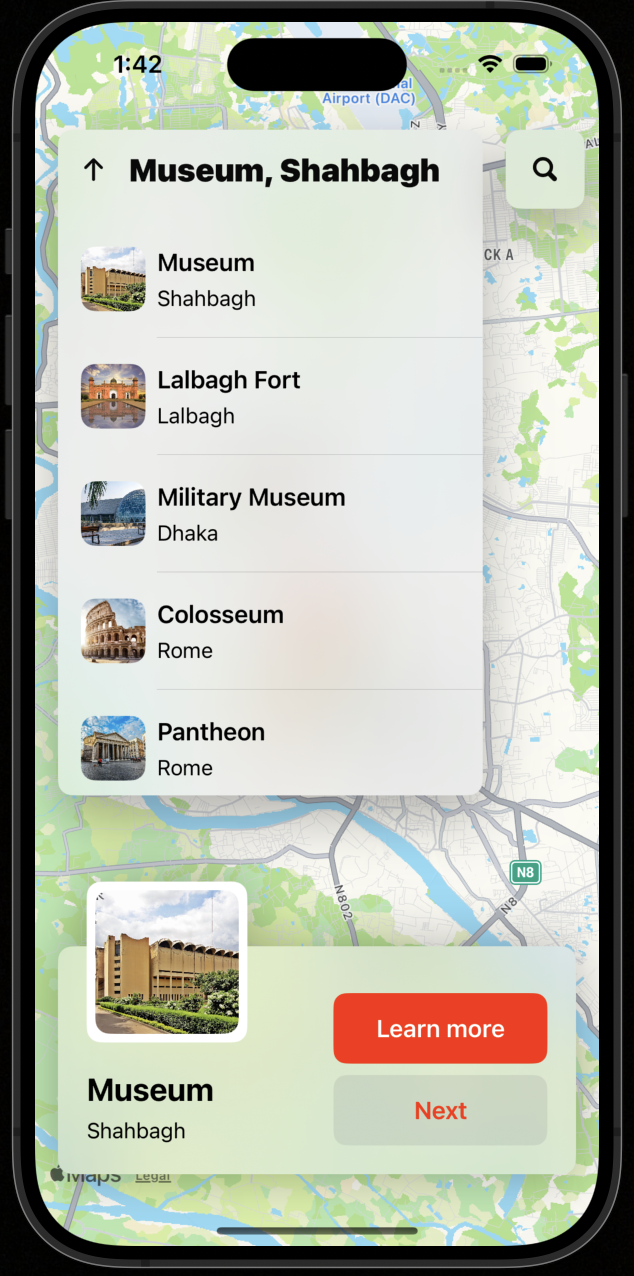 1:42
Airport (DAC)
Museum, Shahbagh
CK A
Museum
Shahbagh
Lalbagh Fort
Lalbagh
Military Museum
Dhaka
Colosseum
Rome
Pantheon
Rome
N8
N802
N8
Learn more
Museum
Next
Shahbagh
Maps Legal